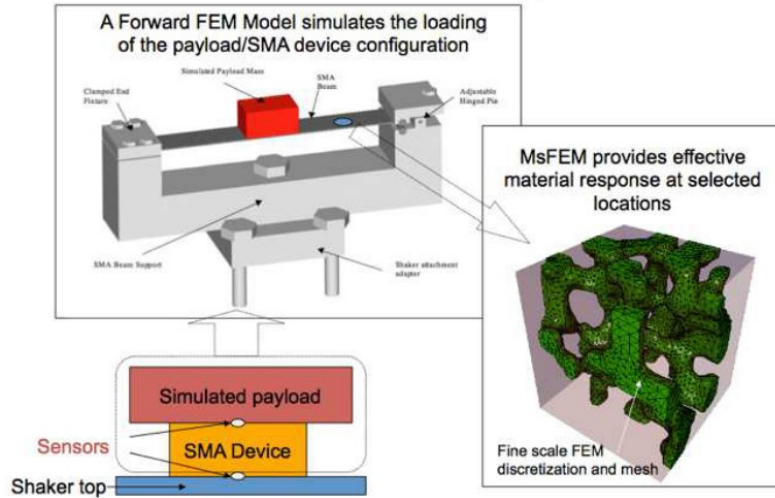 A Forward FEM Model simulates the loading
of the payload/SMA device configuration
Simulated Payload Mass
SMA
Beam
Clamped End
Fixture
Adjustable
Hinged Pin
SMA Beam Support
Shaker attachment
adapter
MsFEM provides effective
material response at selected
locations
Fine scale FEM
discretization and mesh
Simulated payload
Sensors
SMA Device
Shaker top